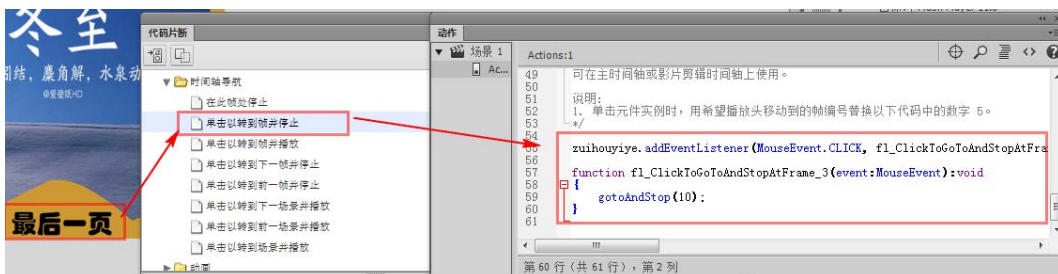 冬至
麋角解，水泉动
最后一页
代码片断
时间轴导航
在此帧处停止
单击以转到帧并停止
单击以转到帧并播放
单击以转到下一帧并停止
单击以转到前一帧并停止
单击以转到下一场景并播放
单击以转到前一场景并播放
单击以转到场景并播放
动画
动作
场景 1
Ac...
Actions:1
49 可在主时间轴或影片剪辑时间轴上使用。
50
51 说明:
52 1. 单击元件实例时，用希望播放头移动到的帧编号替换以下代码中的数字 5。
53 */
54
55 zuihouyiye.addEventListener(MouseEvent.CLICK, fl_ClickToGoToAndStopAtFra
56
57 function fl_ClickToGoToAndStopAtFrame_3(event:MouseEvent):void
58 {
59 gotoAndStop(10);
60 }
61
第 60 行（共 61 行），第 2 列